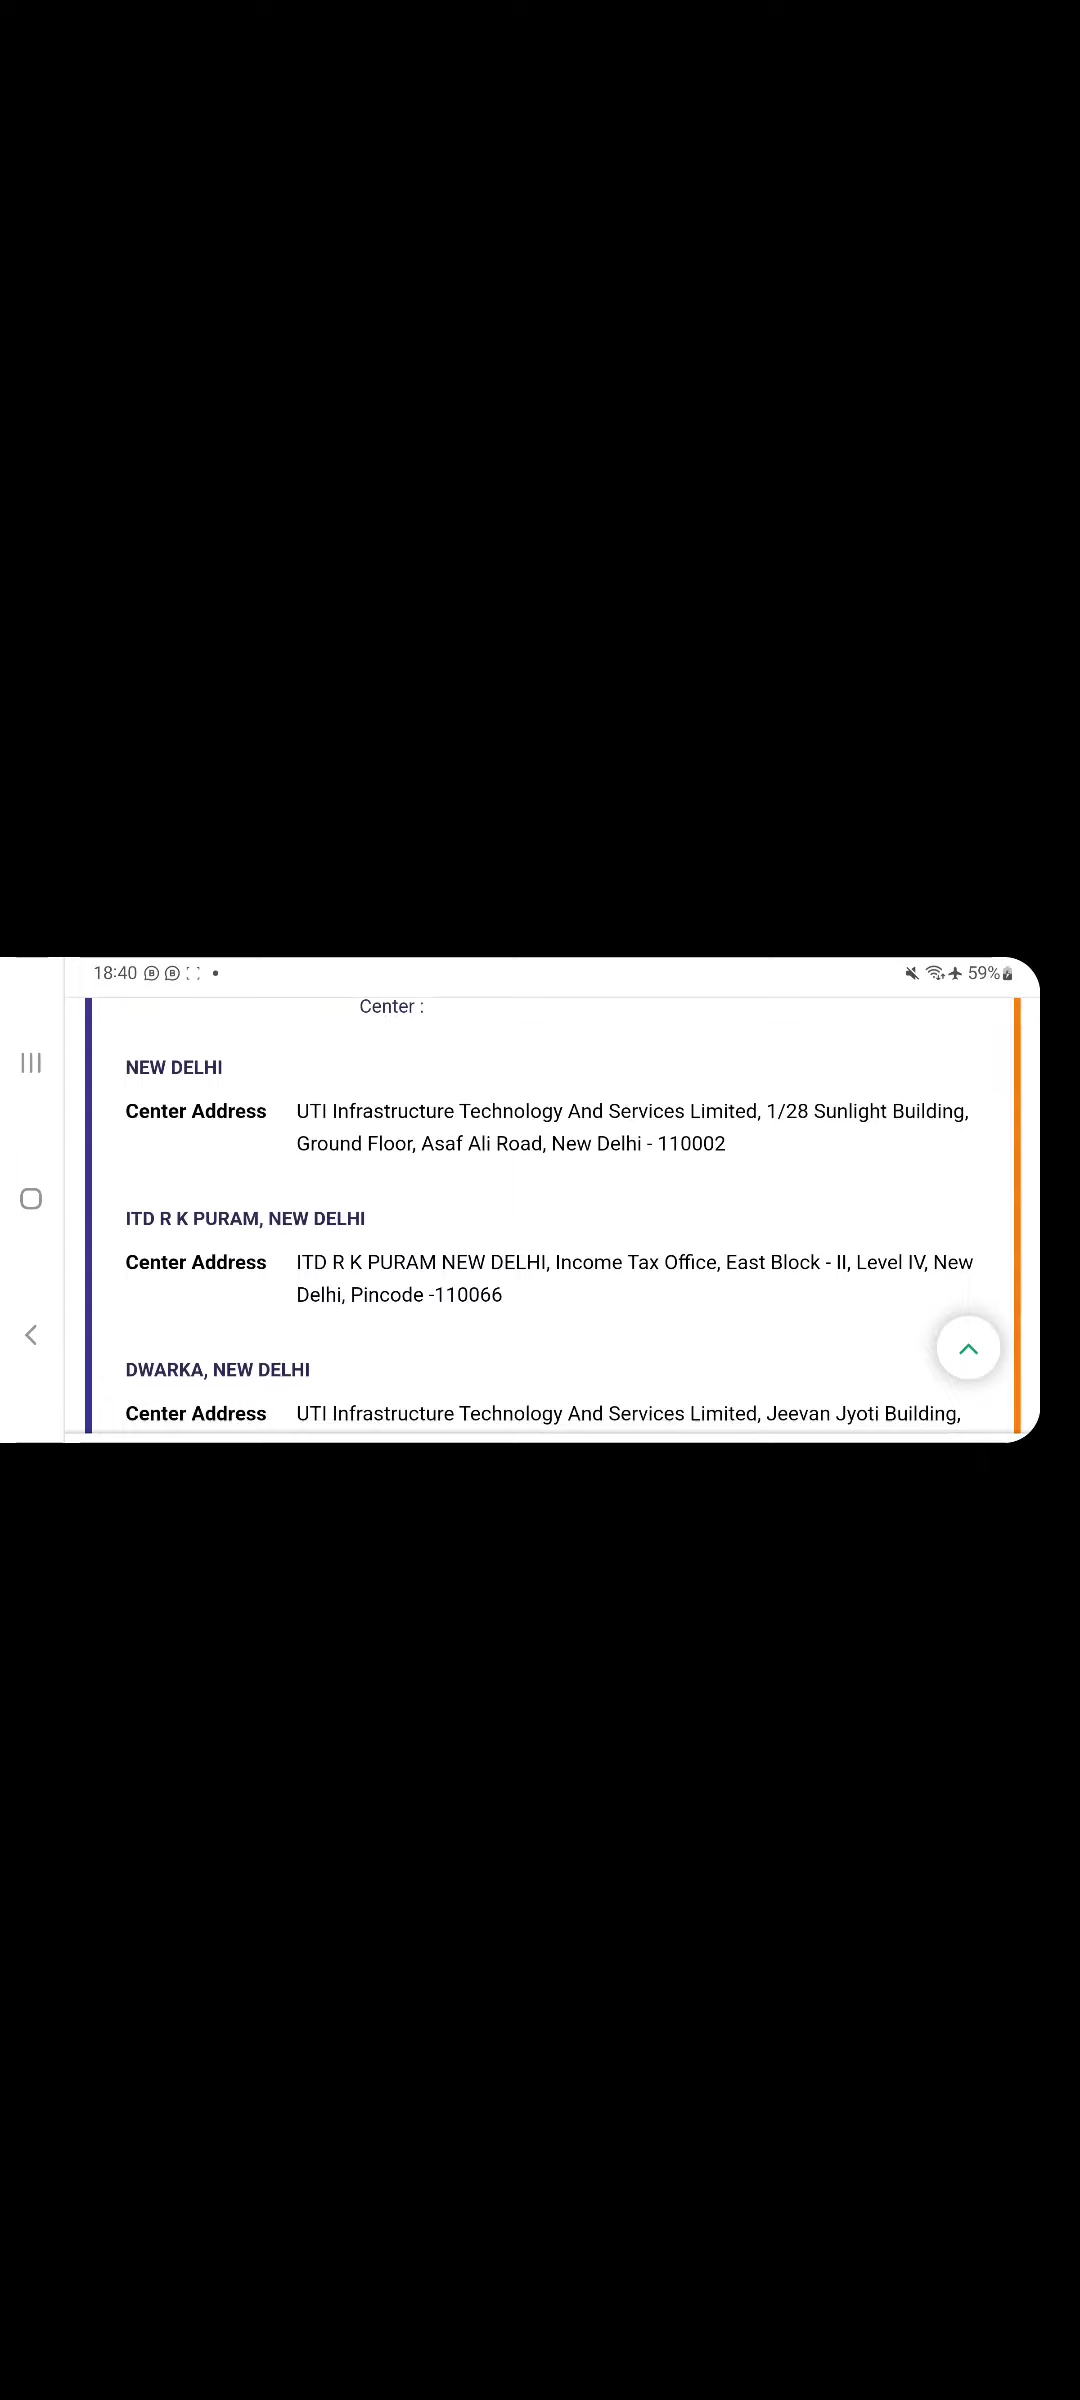 18:40
59%
Center :
NEW DELHI
Center Address UTI Infrastructure Technology And Services Limited, 1/28 Sunlight Building,
Ground Floor, Asaf Ali Road, New Delhi - 110002
ITD R K PURAM, NEW DELHI
Center Address ITD R K PURAM NEW DELHI, Income Tax Office, East Block - II, Level IV, New
Delhi, Pincode -110066
DWARKA, NEW DELHI
Center Address UTI Infrastructure Technology And Services Limited, Jeevan Jyoti Building,